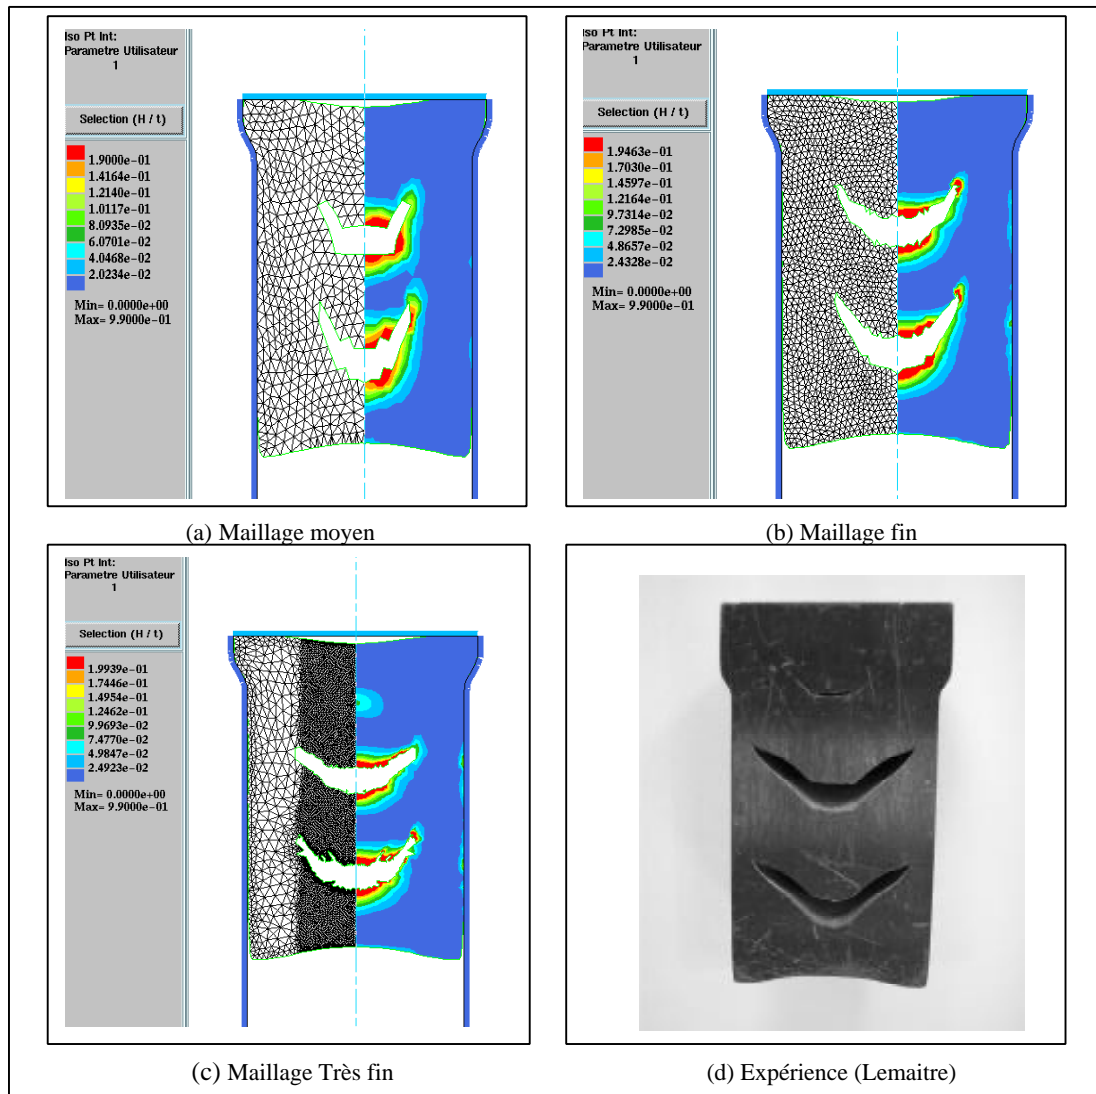 Iso Pt Int:
Parametre Utilisateur
1
Selection (H / t)
1.9000e-01
1.4164e-01
1.2140e-01
1.0117e-01
8.0935e-02
6.0701e-02
4.0468e-02
2.0234e-02
Min= 0.0000e+00
Max= 9.9000e-01
(a) Maillage moyen
Iso Pt Int:
Parametre Utilisateur
1
Selection (H / t)
1.9463e-01
1.7030e-01
1.4597e-01
1.2164e-01
9.7314e-02
7.2985e-02
4.8657e-02
2.4328e-02
Min= 0.0000e+00
Max= 9.9000e-01
(b) Maillage fin
Iso Pt Int:
Parametre Utilisateur
1
Selection (H / t)
1.9939e-01
1.7446e-01
1.4954e-01
1.2462e-01
9.9693e-02
7.4770e-02
4.9847e-02
2.4923e-02
Min= 0.0000e+00
Max= 9.9000e-01
(c) Maillage Très fin
(d) Expérience (Lemaitre)